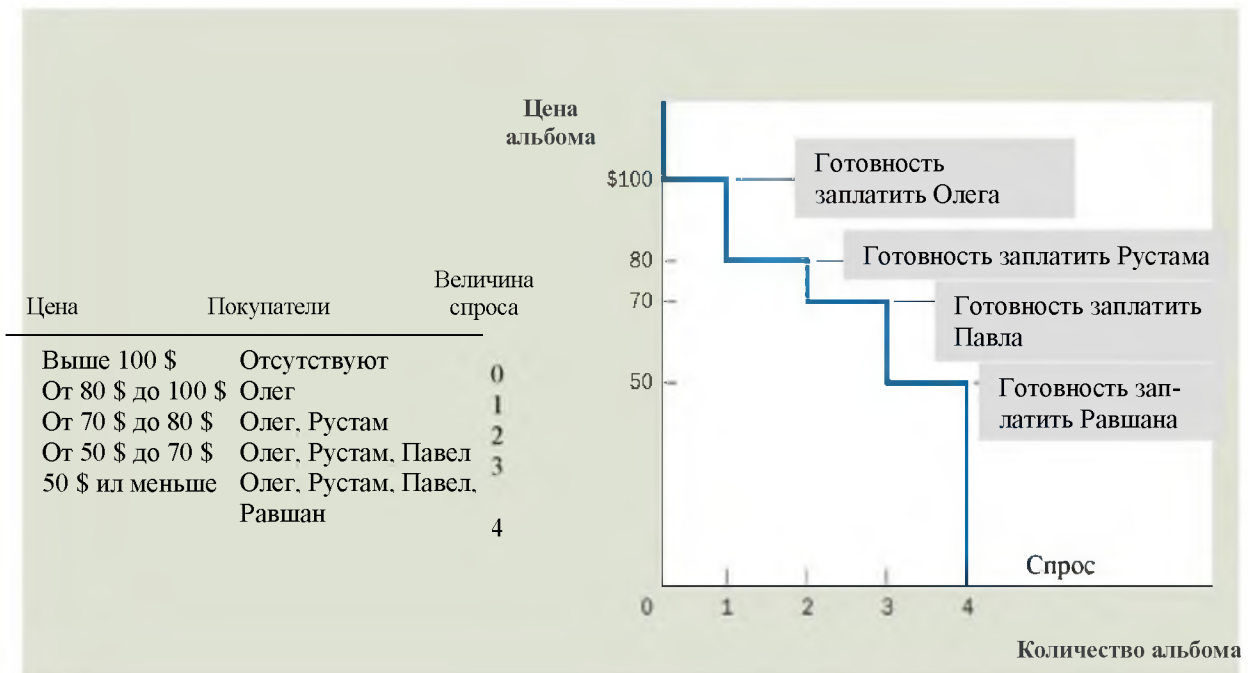 Цена Покупатели Величина спроса
Выше 100 $ Отсутствуют 0
От 80 $ до 100 $ Олег 1
От 70 $ до 80 $ Олег, Рустам 2
От 50 $ до 70 $ Олег, Рустам, Павел 3
50 $ ил меньше Олег, Рустам, Павел,
Равшан 4
Цена
альбома
$100
80
70
50
Готовность
заплатить Олега
Готовность заплатить Рустама
Готовность заплатить
Павла
Готовность зап-
латить Равшана
Спрос
0 1 2 3 4
Количество альбома